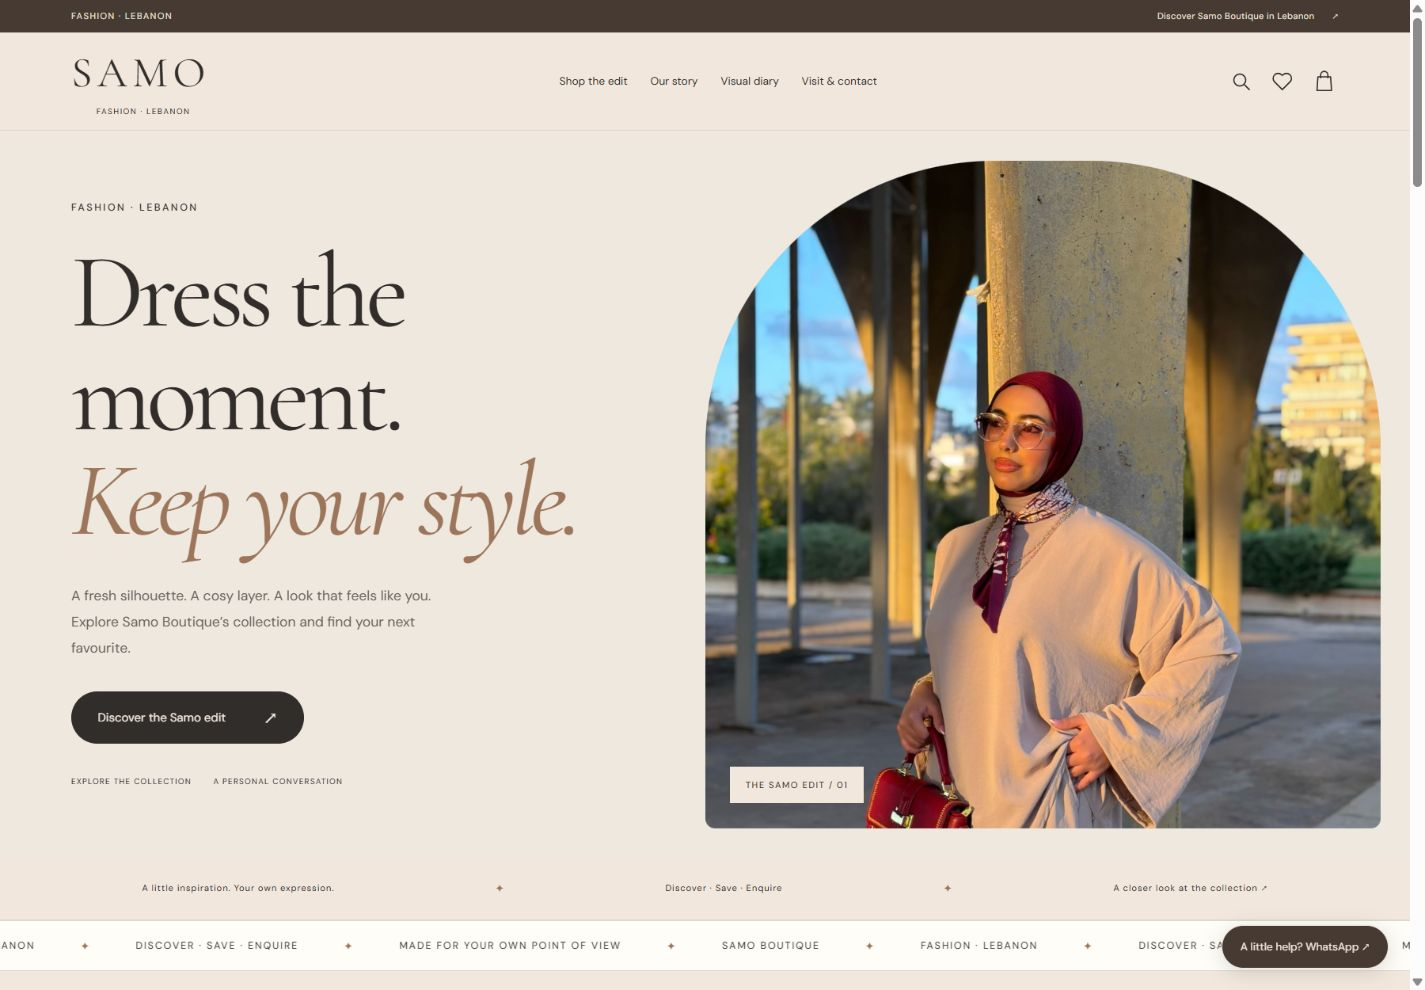 FASHION · LEBANON
Discover Samo Boutique in Lebanon ↗
SAMO
FASHION · LEBANON
Shop the edit
Our story
Visual diary
Visit & contact
FASHION · LEBANON
Dress the
moment.
Keep your style.
A fresh silhouette. A cosy layer. A look that feels like you.
Explore Samo Boutique's collection and find your next
favourite.
Discover the Samo edit ↗
EXPLORE THE COLLECTION
A PERSONAL CONVERSATION
THE SAMO EDIT / 01
A little inspiration. Your own expression.
✦
Discover · Save · Enquire
✦
A closer look at the collection ↗
ANON ✦ DISCOVER · SAVE · ENQUIRE ✦ MADE FOR YOUR OWN POINT OF VIEW ✦ SAMO BOUTIQUE ✦ FASHION · LEBANON ✦ DISCOVER · SA
A little help? WhatsApp ↗
M